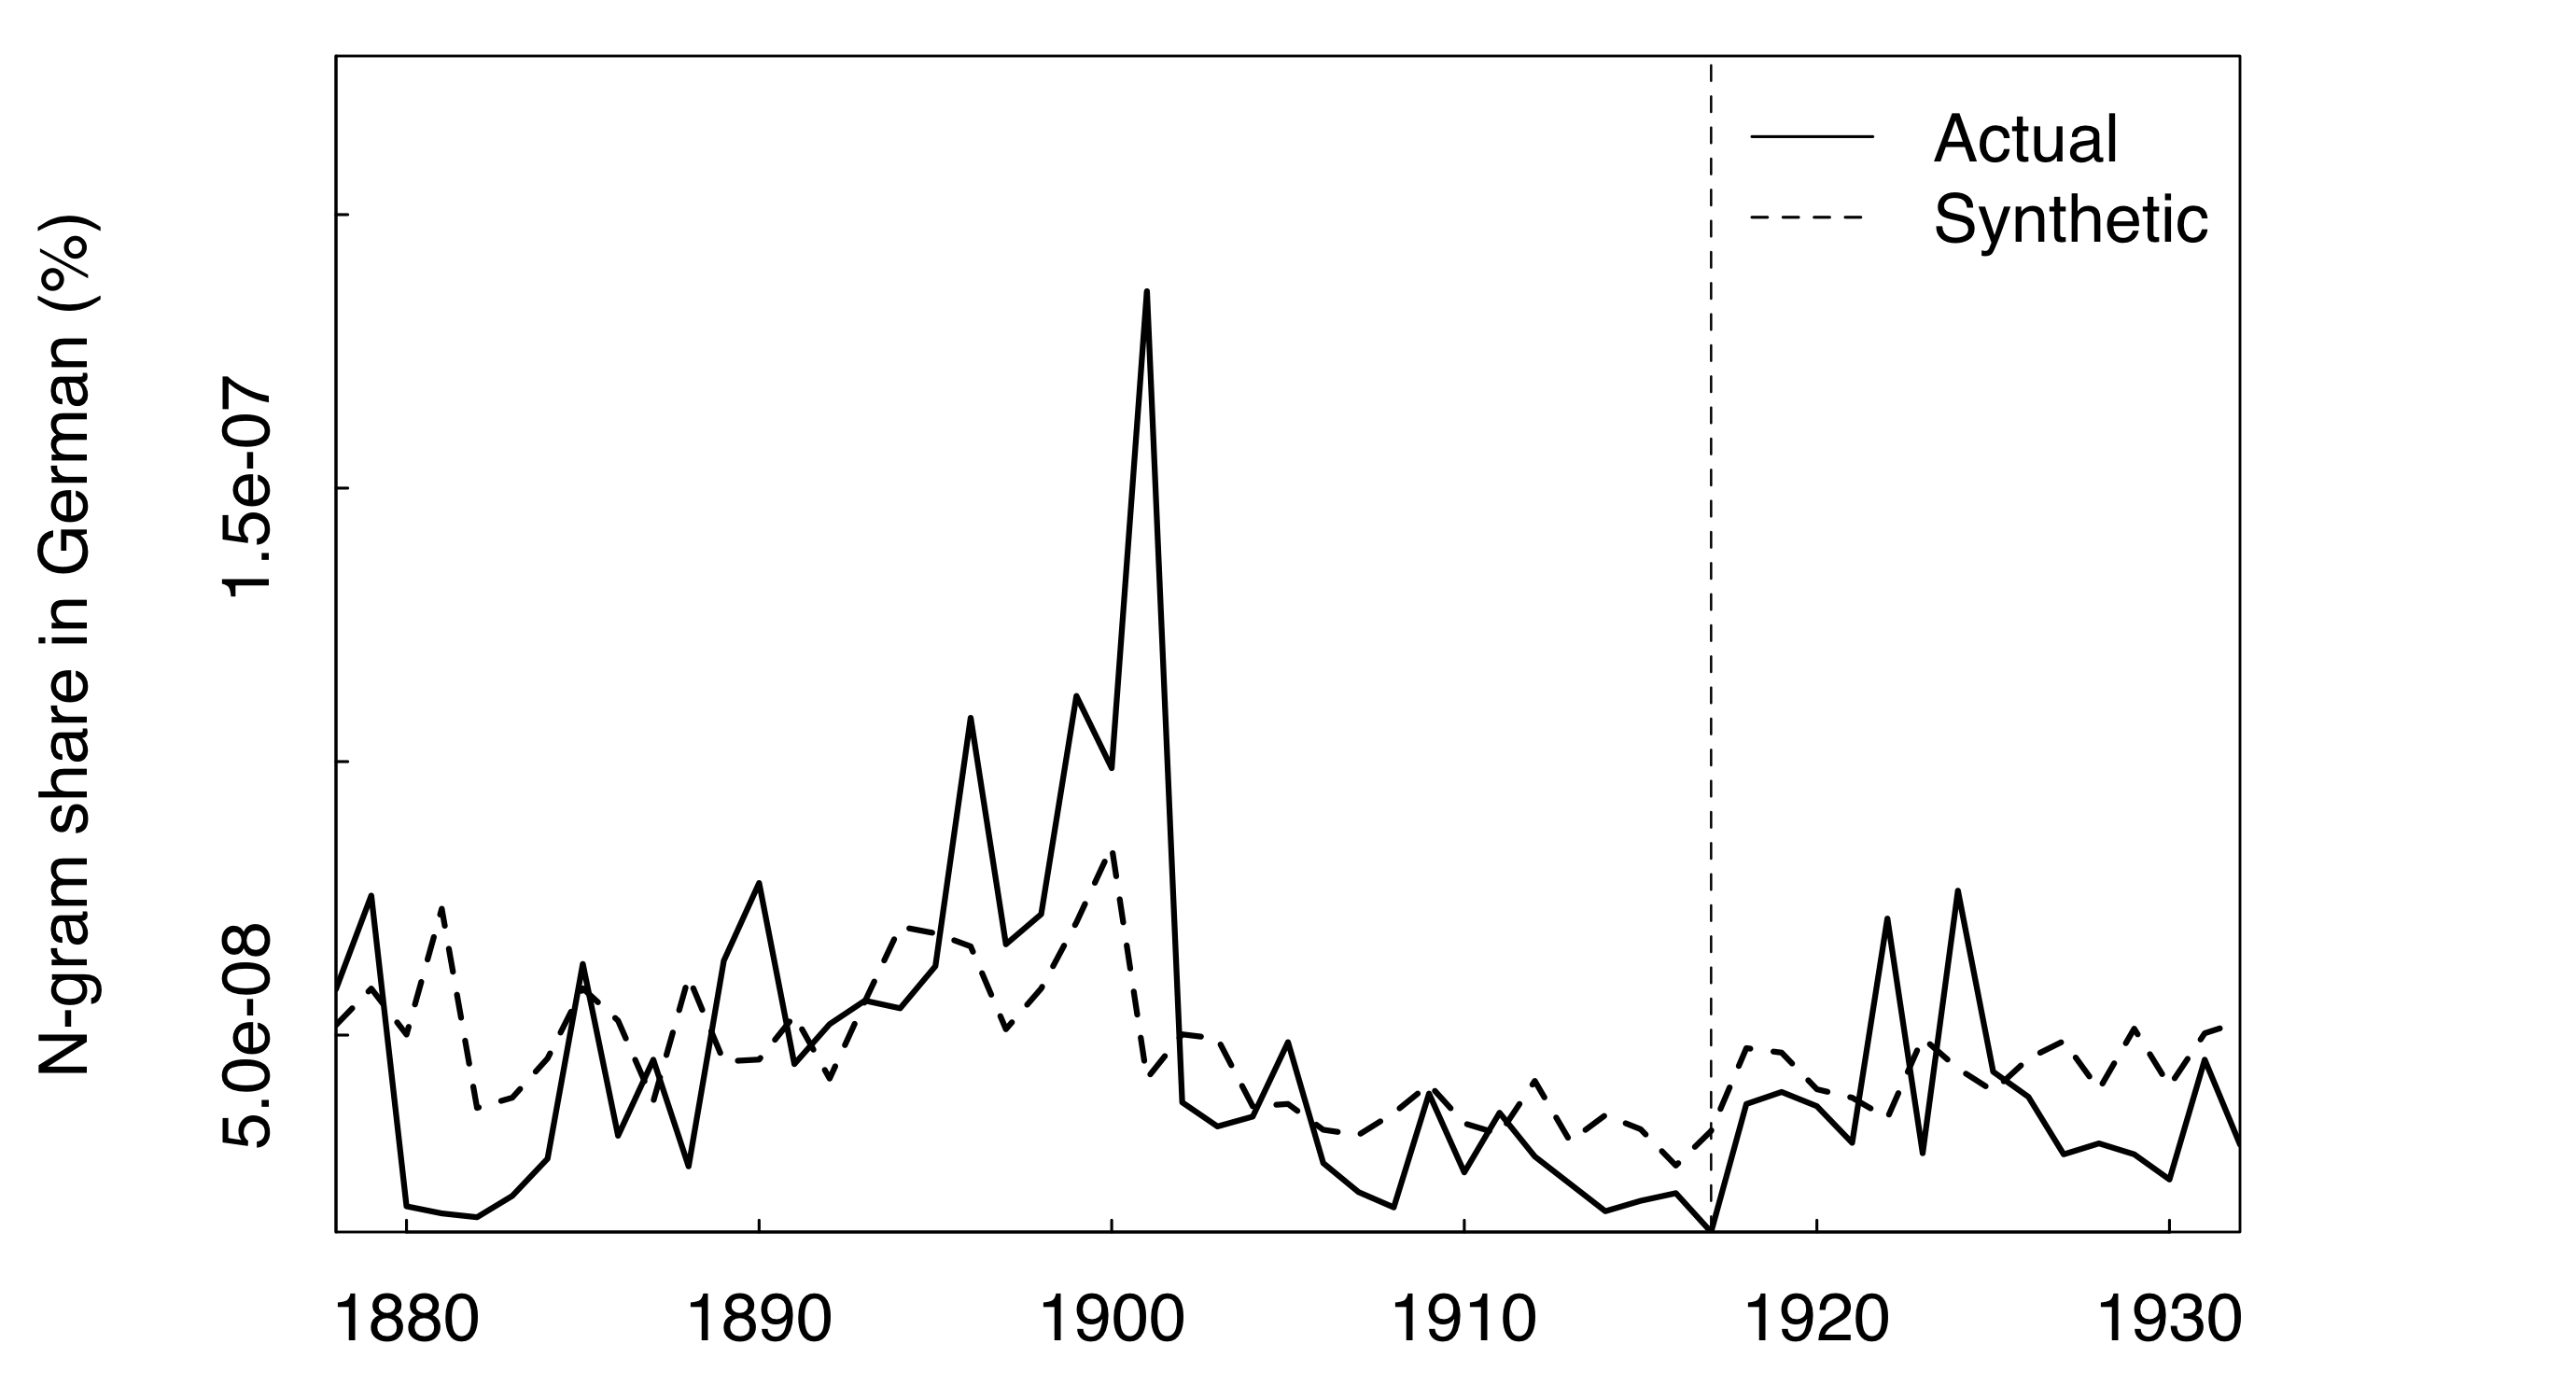 N-gram share in German (%)
1.5e-07
5.0e-08
Actual
Synthetic
1880 1890 1900 1910 1920 1930